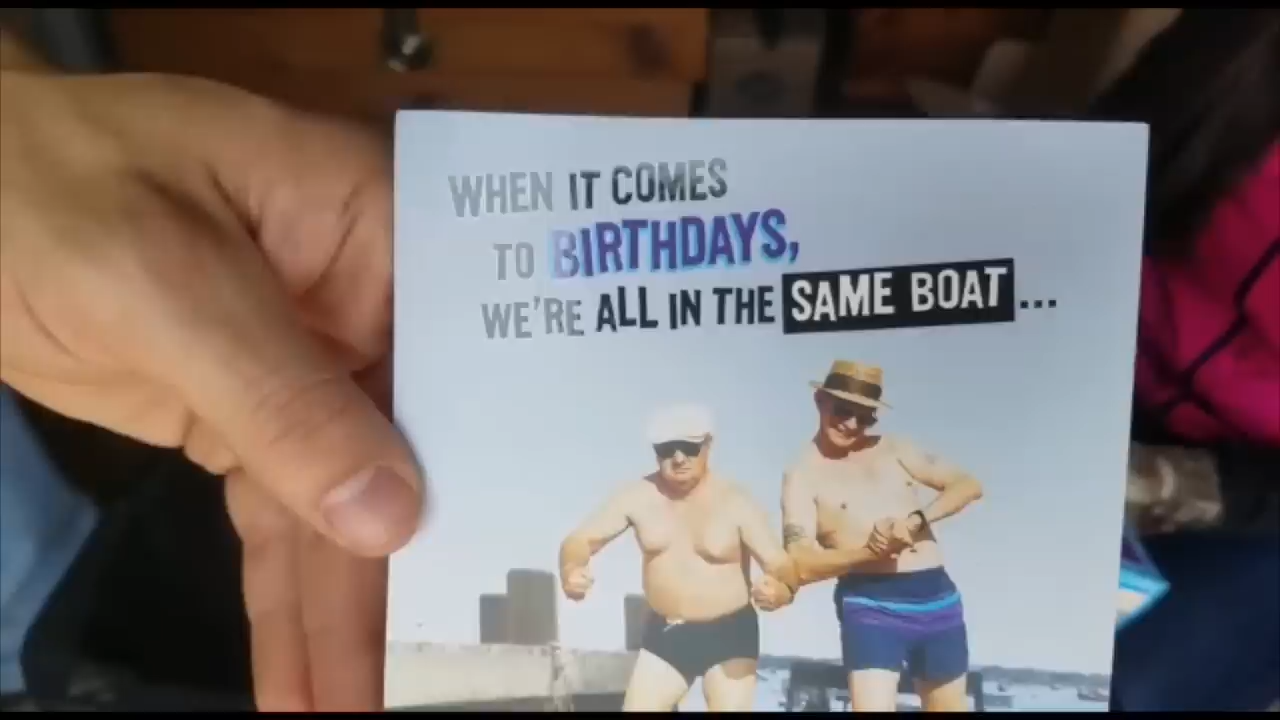 WHEN IT COMES
TO BIRTHDAYS,
WE'RE ALL IN THE SAME BOAT...